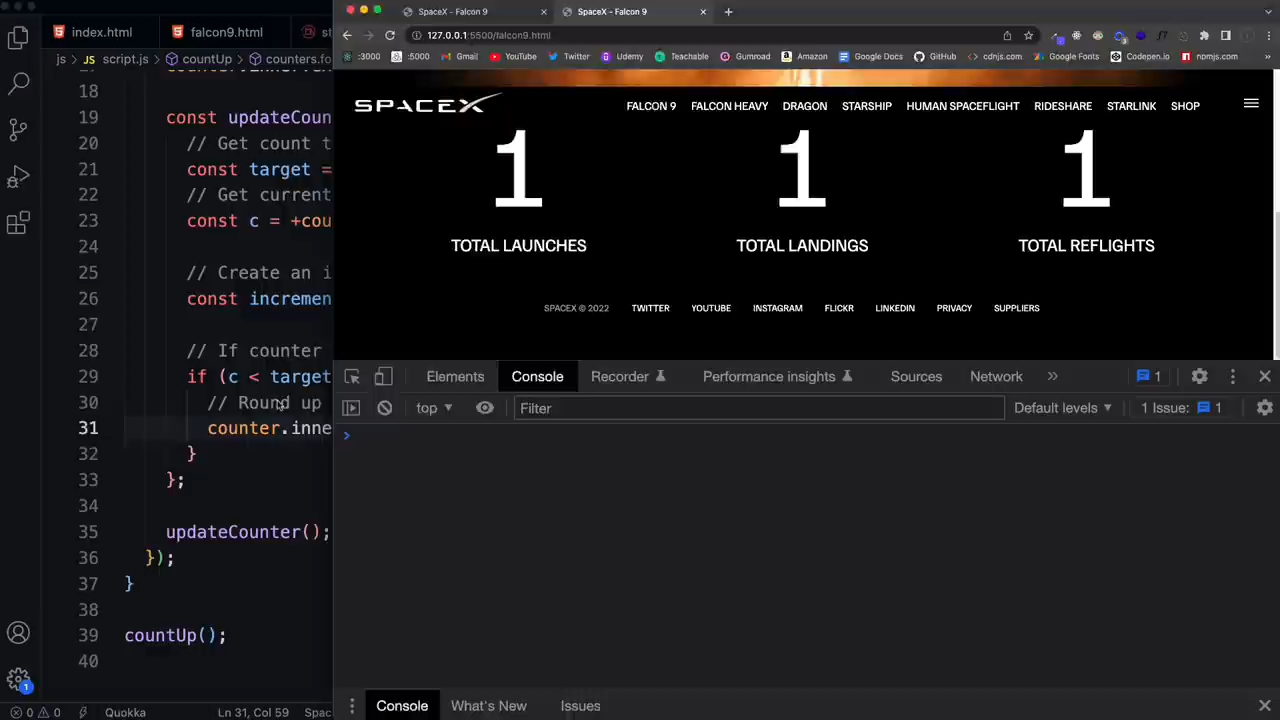 SpaceX - Falcon 9
SpaceX - Falcon 9
index.html
falcon9.html
127.0.0.1:5500/falcon9.html
:3000
:5000
Gmail
YouTube
Twitter
Udemy
Teachable
Gumroad
Amazon
Google Docs
GitHub
cdnjs.com
Google Fonts
Codepen.io
npmjs.com
»
js > JS script.js > countUp > counters.fo
SPACEX
FALCON 9 FALCON HEAVY DRAGON STARSHIP HUMAN SPACEFLIGHT RIDESHARE STARLINK SHOP
1 1 1
TOTAL LAUNCHES TOTAL LANDINGS TOTAL REFLIGHTS
SPACEX © 2022 TWITTER YOUTUBE INSTAGRAM FLICKR LINKEDIN PRIVACY SUPPLIERS
18
19 const updateCoun
20 // Get count t
21 const target =
22 // Get current
23 const c = +cou
24
25 // Create an i
26 const incremen
27
28 // If counter
29 if (c < target
30 // Round up
31 counter.inne
32 }
33 };
34
35 updateCounter();
36 });
37 }
38
39 countUp();
40
Elements Console Recorder Performance insights Sources Network » 1
top Filter Default levels 1 Issue: 1
>
Console What's New Issues
1
0 0 Quokka Ln 31, Col 59 Spac